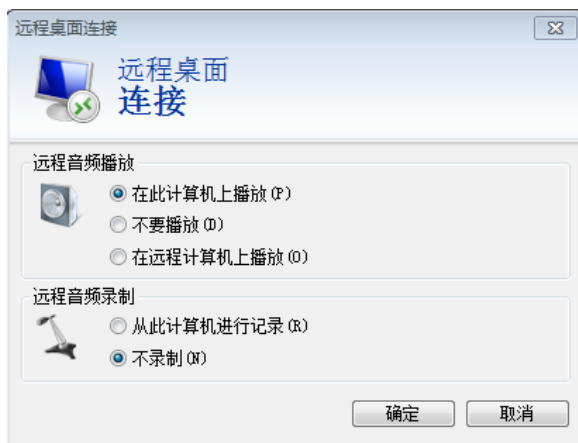 远程桌面连接
远程桌面
连接
远程音频播放
在此计算机上播放(P)
不要播放(D)
在远程计算机上播放(O)
远程音频录制
从此计算机进行记录(R)
不录制(N)
确定
取消